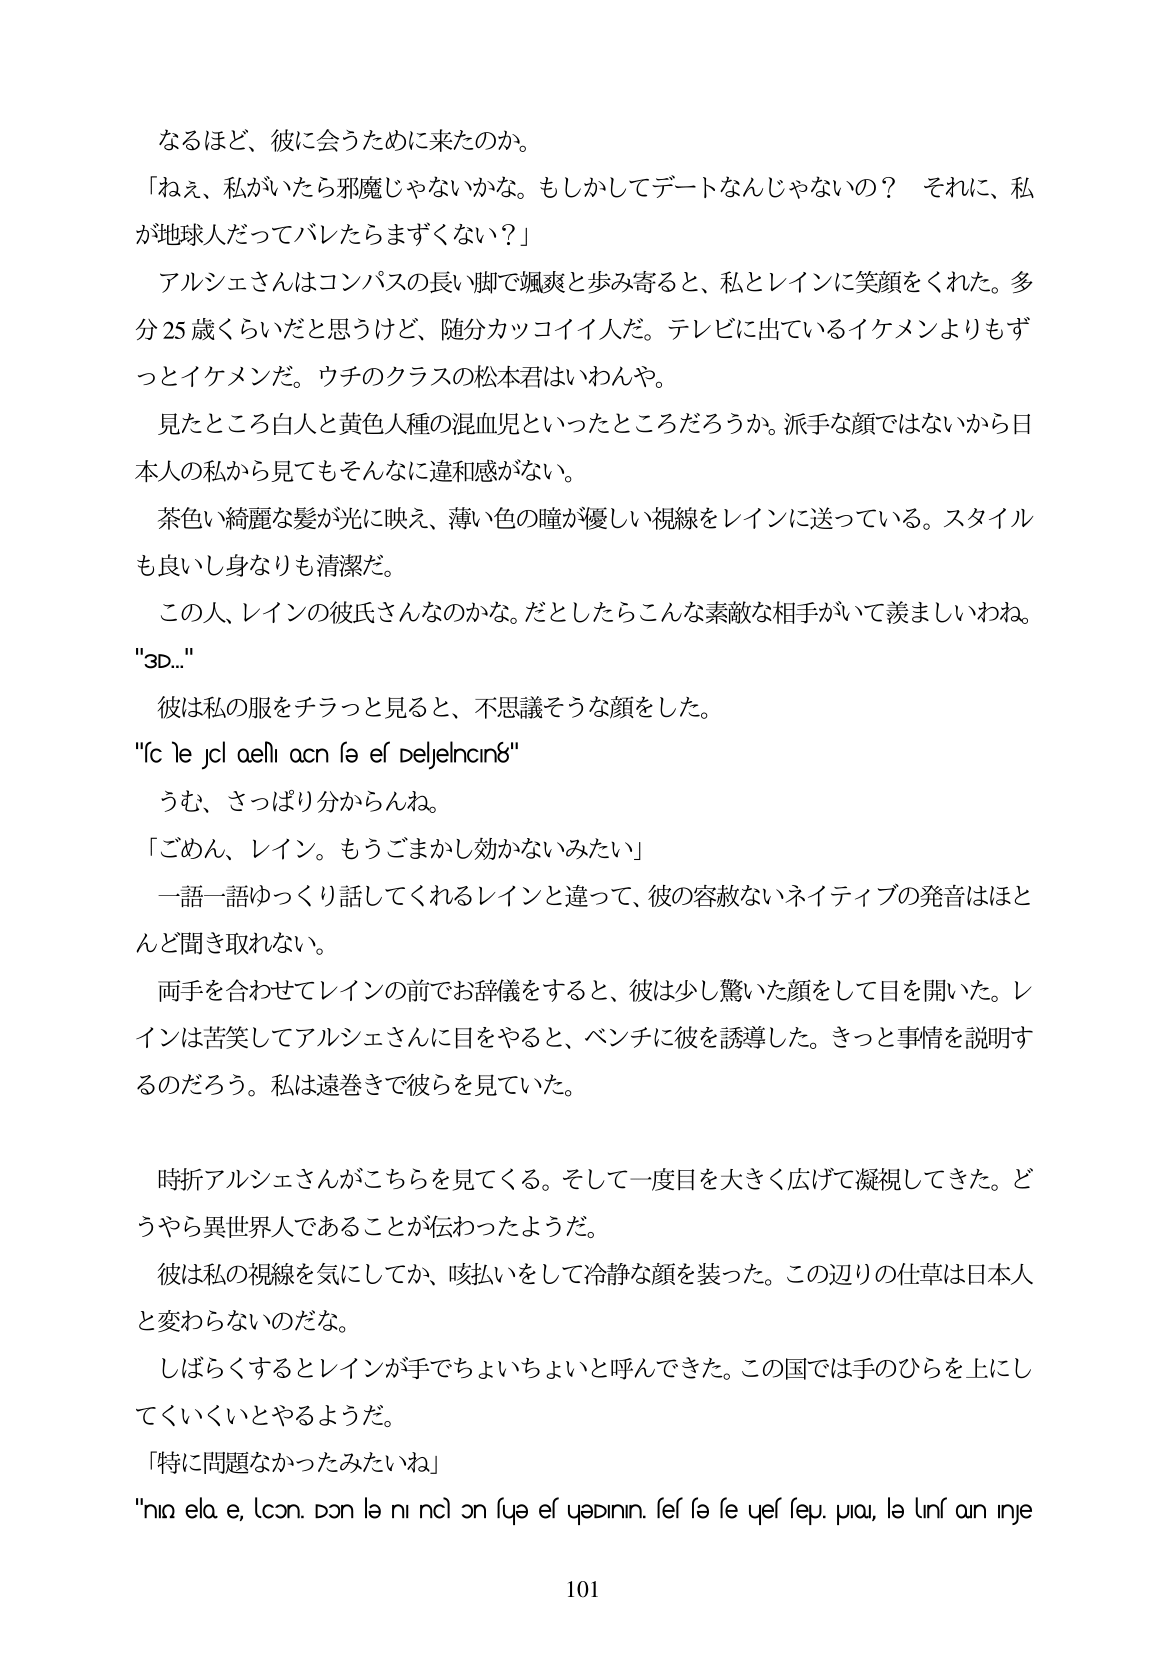 なるほど、彼に会うために来たのか。
「ねぇ、私がいたら邪魔じゃないかな。もしかしてデートなんじゃないの？　それに、私
が地球人だってバレたらまずくない？」
アルシェさんはコンパスの長い脚で颯爽と歩み寄ると、私とレインに笑顔をくれた。多
分 25 歳くらいだと思うけど、随分カッコイイ人だ。テレビに出ているイケメンよりもず
っとイケメンだ。ウチのクラスの松本君はいわんや。
見たところ白人と黄色人種の混血児といったところだろうか。派手な顔ではないから日
本人の私から見てもそんなに違和感がない。
茶色い綺麗な髪が光に映え、薄い色の瞳が優しい視線をレインに送っている。スタイル
も良いし身なりも清潔だ。
この人、レインの彼氏さんなのかな。だとしたらこんな素敵な相手がいて羨ましいわね。
彼は私の服をチラっと見ると、不思議そうな顔をした。
うむ、さっぱり分からんね。
「ごめん、レイン。もうごまかし効かないみたい」
一語一語ゆっくり話してくれるレインと違って、彼の容赦ないネイティブの発音はほと
んど聞き取れない。
両手を合わせてレインの前でお辞儀をすると、彼は少し驚いた顔をして目を開いた。レ
インは苦笑してアルシェさんに目をやると、ベンチに彼を誘導した。きっと事情を説明す
るのだろう。私は遠巻きで彼らを見ていた。
時折アルシェさんがこちらを見てくる。そして一度目を大きく広げて凝視してきた。ど
うやら異世界人であることが伝わったようだ。
彼は私の視線を気にしてか、咳払いをして冷静な顔を装った。この辺りの仕草は日本人
と変わらないのだな。
しばらくするとレインが手でちょいちょいと呼んできた。この国では手のひらを上にし
てくいくいとやるようだ。
「特に問題なかったみたいね」
101